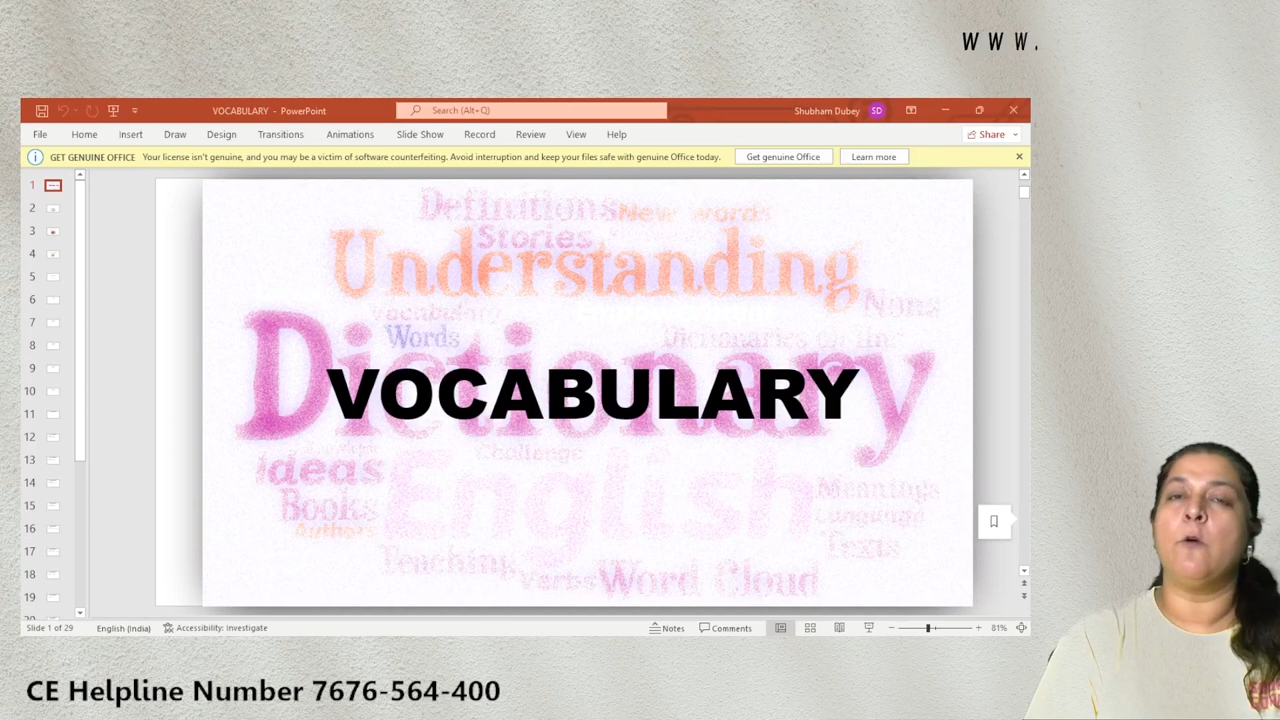 WWW.
VOCABULARY - PowerPoint
Search (Alt+Q)
Shubham Dubey
SD
File Home Insert Draw Design Transitions Animations Slide Show Record Review View Help
Share
GET GENUINE OFFICE Your license isn't genuine, and you may be a victim of software counterfeiting. Avoid interruption and keep your files safe with genuine Office today.
Get genuine Office
Learn more
1
2
3
4
5
6
7
8
9
10
11
12
13
14
15
16
17
18
19
Definitions
New words
Stories
Understanding
Vocabulary
Nons
Words
Dictionaries
Dictionary
VOCABULARY
Challenge
Ideas
English
Meanings
Books
Language
Authors
Texts
Teaching
Verbs
Word Cloud
Slide 1 of 29 English (India) Accessibility: Investigate
Notes Comments
81%
CE Helpline Number 7676-564-400